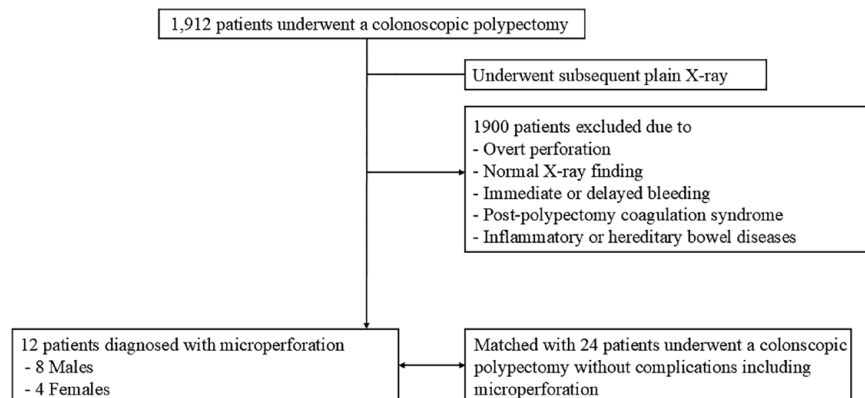 1,912 patients underwent a colonoscopic polypectomy
Underwent subsequent plain X-ray
1900 patients excluded due to
- Overt perforation
- Normal X-ray finding
- Immediate or delayed bleeding
- Post-polypectomy coagulation syndrome
- Inflammatory or hereditary bowel diseases
12 patients diagnosed with microperforation
- 8 Males
- 4 Females
Matched with 24 patients underwent a colonscopic
polypectomy without complications including
microperforation